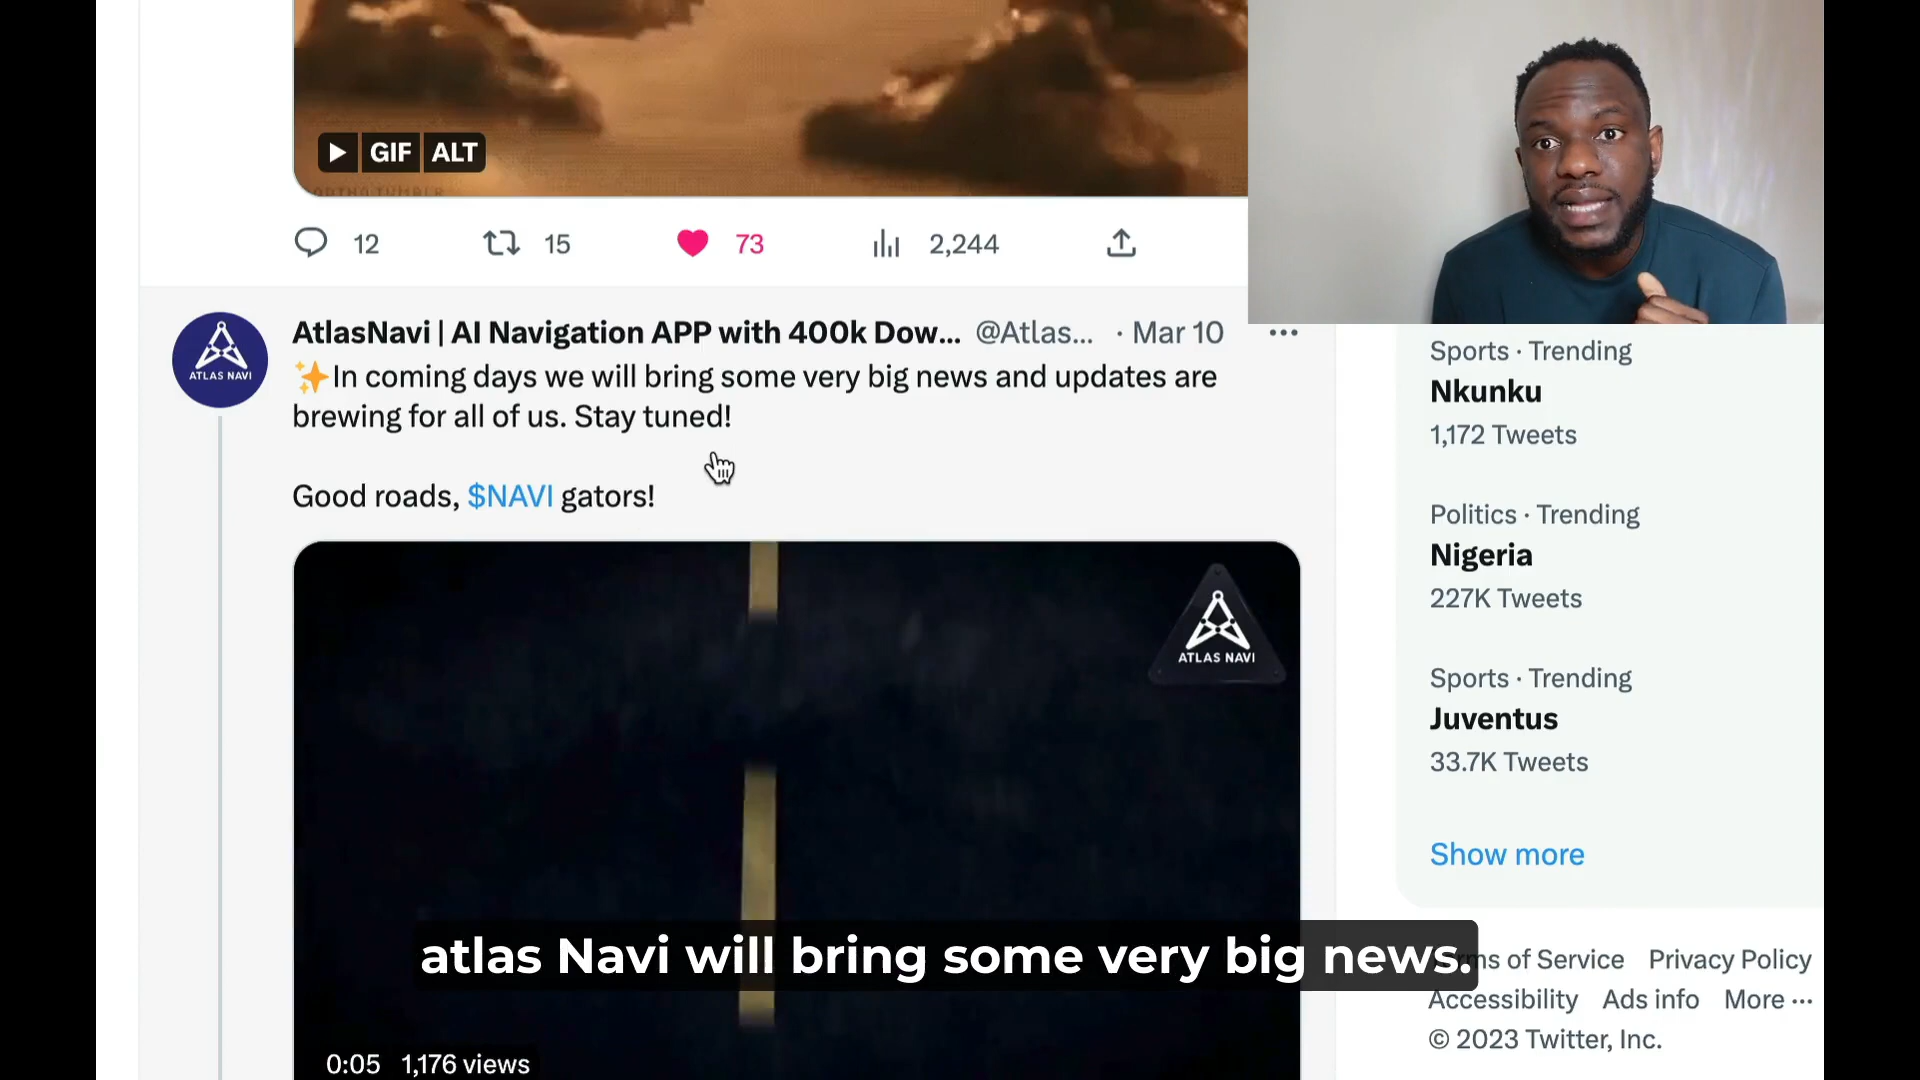 GIF ALT
12 15 73 2,244
AtlasNavi | AI Navigation APP with 400k Dow... @Atlas... · Mar 10 ···
✨In coming days we will bring some very big news and updates are
brewing for all of us. Stay tuned!
Good roads, $NAVI gators!
ATLAS NAVI
ATLAS NAVI
0:05 1,176 views
atlas Navi will bring some very big news.
Sports · Trending
Nkunku
1,172 Tweets
Politics · Trending
Nigeria
227K Tweets
Sports · Trending
Juventus
33.7K Tweets
Show more
of Service Privacy Policy
Accessibility Ads info More ···
© 2023 Twitter, Inc.